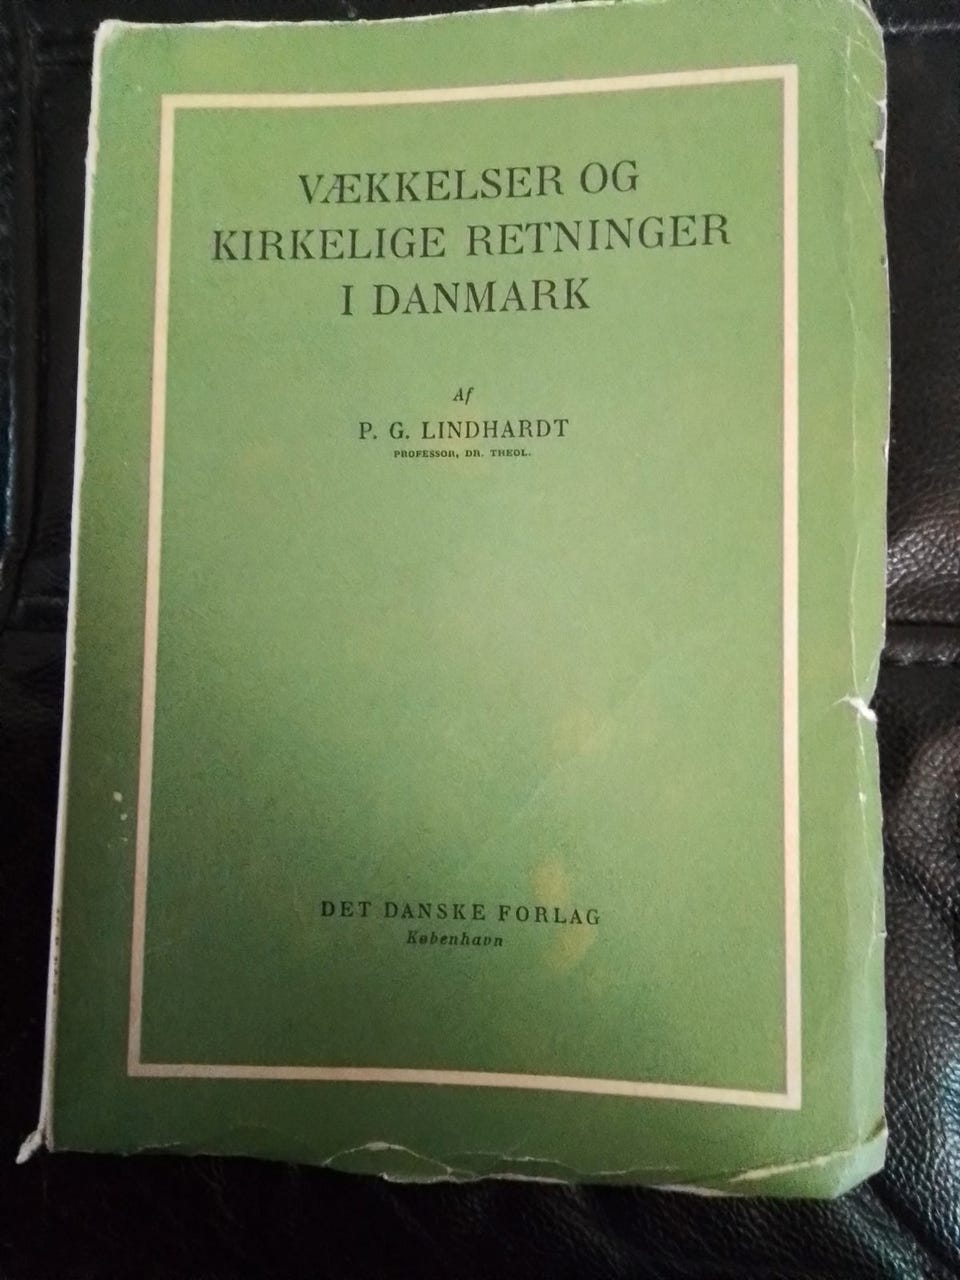 VÆKKELSER OG
KIRKELIGE RETNINGER
I DANMARK
Af
P. G. LINDHARDT
PROFESSOR, DR. THEOL.
DET DANSKE FORLAG
København